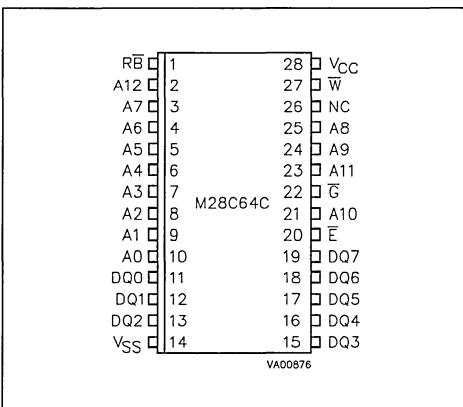 RB̅ 1 28 VCC
A12 2 27 W̅
A7 3 26 NC
A6 4 25 A8
A5 5 24 A9
A4 6 23 A11
A3 7 22 G̅
A2 8 M28C64C 21 A10
A1 9 20 E̅
A0 10 19 DQ7
DQ0 11 18 DQ6
DQ1 12 17 DQ5
DQ2 13 16 DQ4
VSS 14 15 DQ3
VA00876